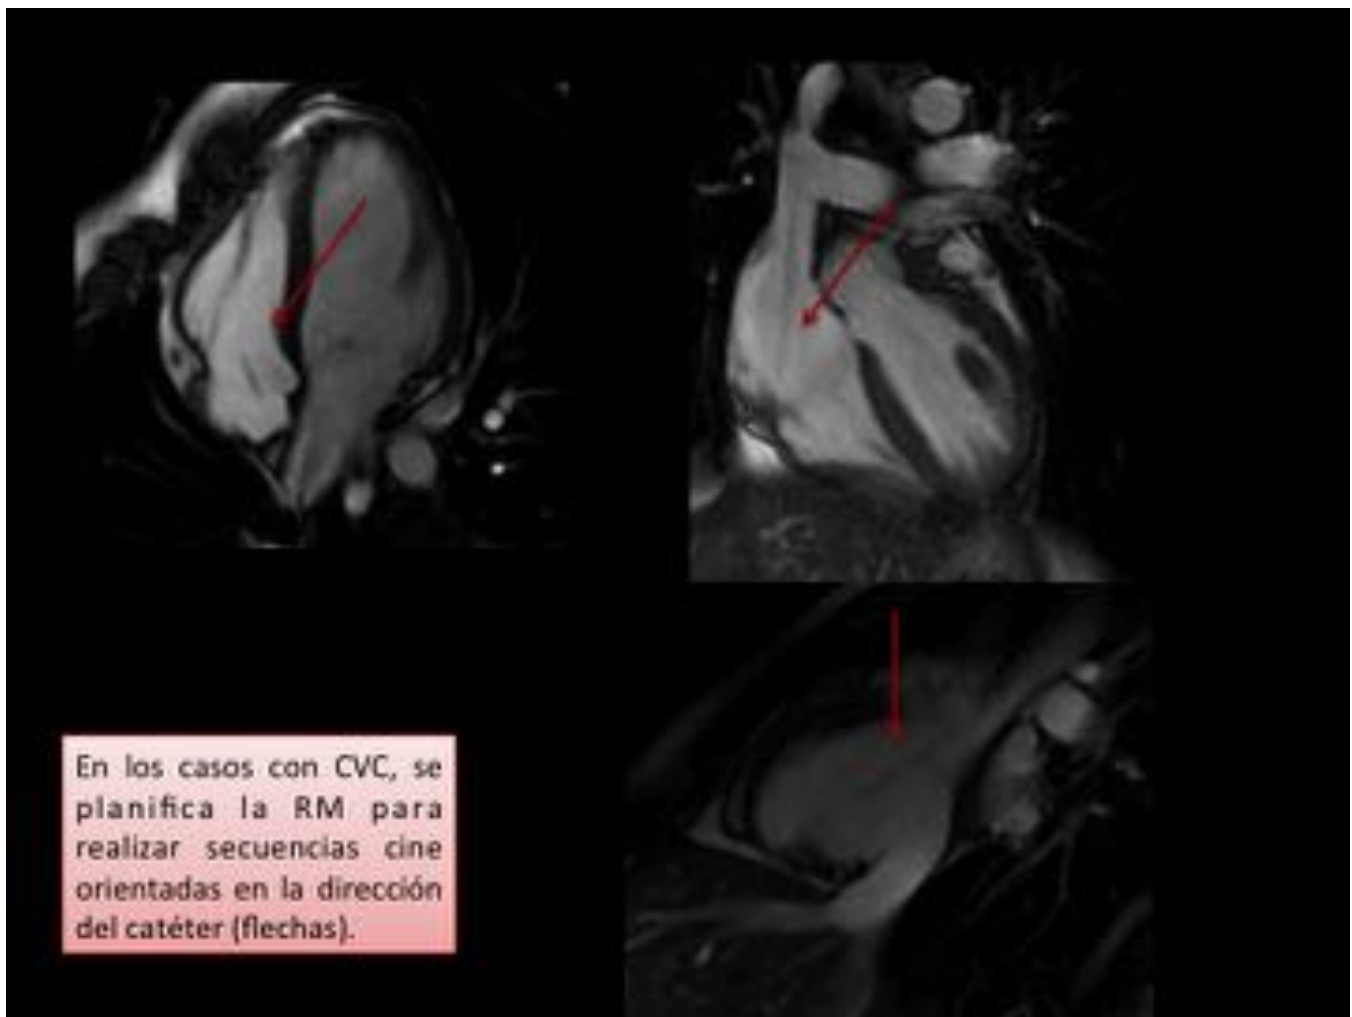 En los casos con CVC, se
planifica la RM para
realizar secuencias cine
orientadas en la dirección
del catéter (flechas).